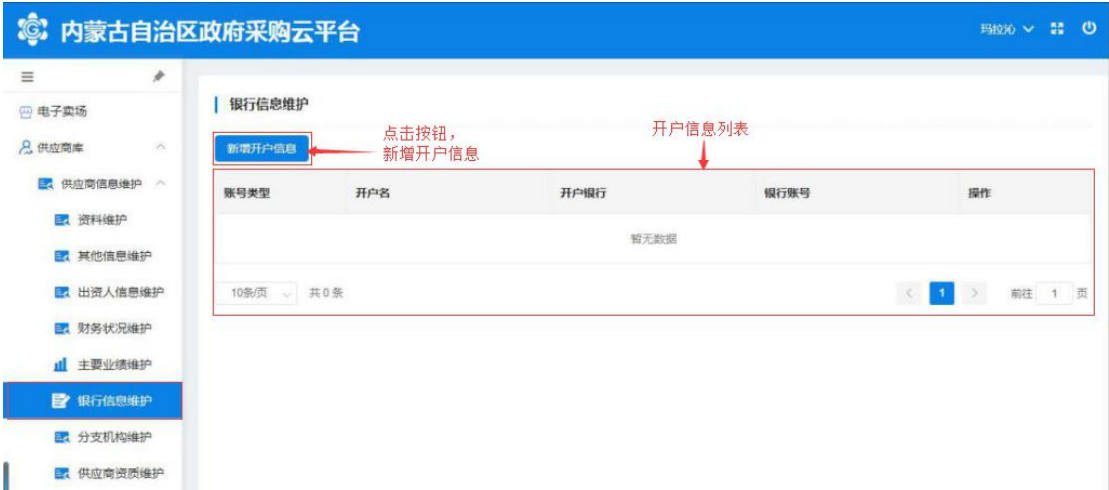 内蒙古自治区政府采购云平台
玛拉沁
电子卖场
供应商库
供应商信息维护
资料维护
其他信息维护
出资人信息维护
财务状况维护
主要业绩维护
银行信息维护
分支机构维护
供应商资质维护
银行信息维护
新增开户信息
点击按钮，
新增开户信息
开户信息列表
账号类型 开户名 开户银行 银行账号 操作
暂无数据
10条/页 共 0 条 1 前往 1 页